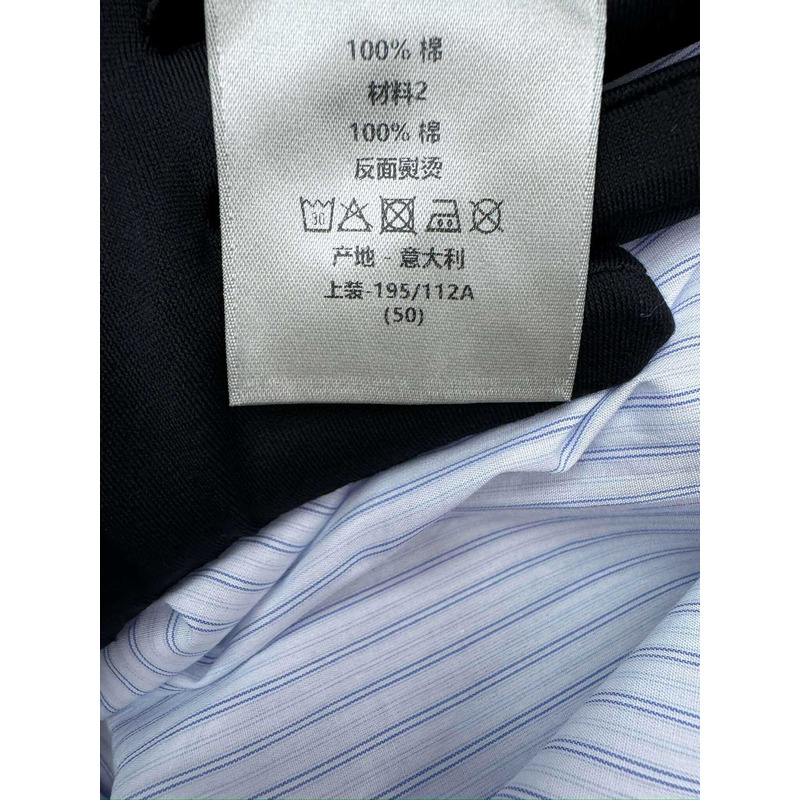 100% 棉
材料2
100% 棉
反面熨烫
30
产地 - 意大利
上装-195/112A
(50)